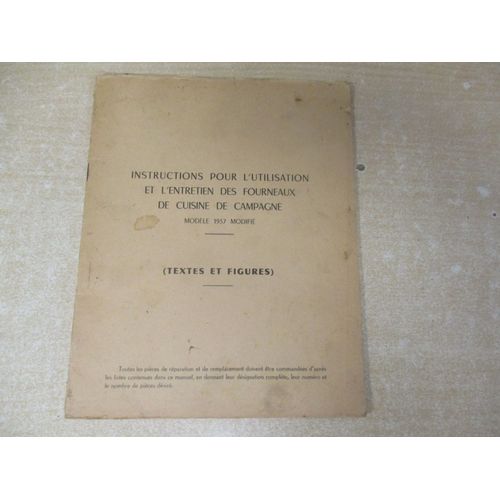 INSTRUCTIONS POUR L'UTILISATION
ET L'ENTRETIEN DES FOURNEAUX
DE CUISINE DE CAMPAGNE
MODÈLE 1957 MODIFIÉ
(TEXTES ET FIGURES)
Toutes les pièces de réparation et de remplacement doivent être commandées d'après
les listes contenues dans ce manuel, en donnant leur désignation complète, leur numéro et
le nombre de pièces désiré.